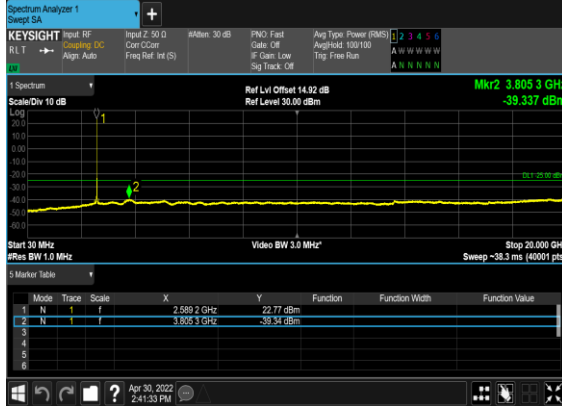 Spectrum Analyzer 1
Swept SA
+
KEYSIGHT Input: RF Input Z: 50 Ω #Atten: 30 dB PNO: Fast Avg Type: Power (RMS) 1 2 3 4 5 6
RLT Coupling: DC Corr CCorr Gate: Off Avg|Hold: 100/100 A W W W W W
Align: Auto Freq Ref: Int (S) IF Gain: Low Trig: Free Run
Sig Track: Off A N N N N N
1 Spectrum Ref Lvl Offset 14.92 dB Mkr2 3.805 3 GHz
Scale/Div 10 dB Ref Level 30.00 dBm -39.337 dBm
Log
20.0
10.0
0.00
-10.0
-20.0
-30.0
-40.0
-50.0
-60.0
1
2
DL1 -25.00 dBm
Start 30 MHz Video BW 3.0 MHz* Stop 20.000 GHz
#Res BW 1.0 MHz Sweep ~38.3 ms (40001 pts)
5 Marker Table
Mode Trace Scale X Y Function Function Width Function Value
1 N 1 f 2.589 2 GHz 22.77 dBm
2 N 1 f 3.805 3 GHz -39.34 dBm
3
4
5
6
? Apr 30, 2022
2:41:33 PM